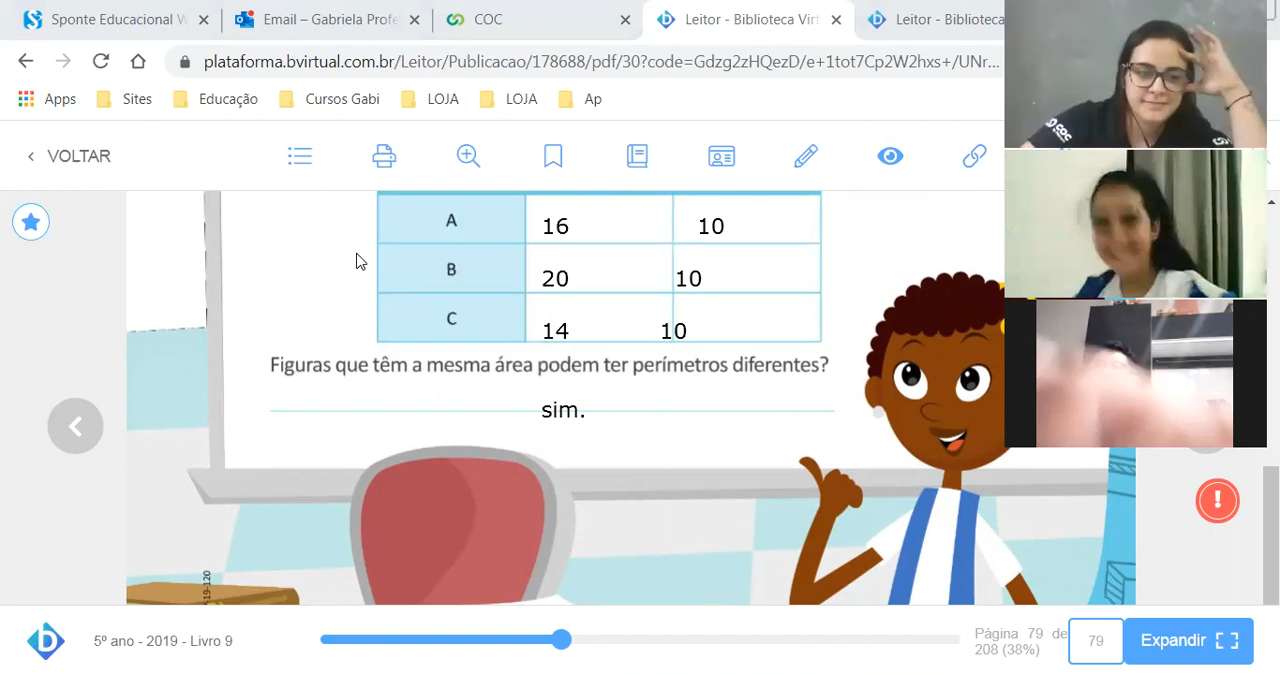 Sponte Educacional W
Email – Gabriela Profe
COC
Leitor - Biblioteca Virt
Leitor - Biblioteca
plataforma.bvirtual.com.br/Leitor/Publicacao/178688/pdf/30?code=Gdzg2zHQezD/e+1tot7Cp2W2hxs+/UNr...
Apps Sites Educação Cursos Gabi LOJA LOJA Ap
VOLTAR
A 16 10
B 20 10
C 14 10
Figuras que têm a mesma área podem ter perímetros diferentes?
sim.
5º ano - 2019 - Livro 9
Página 79 de
208 (38%)
79
Expandir
coc